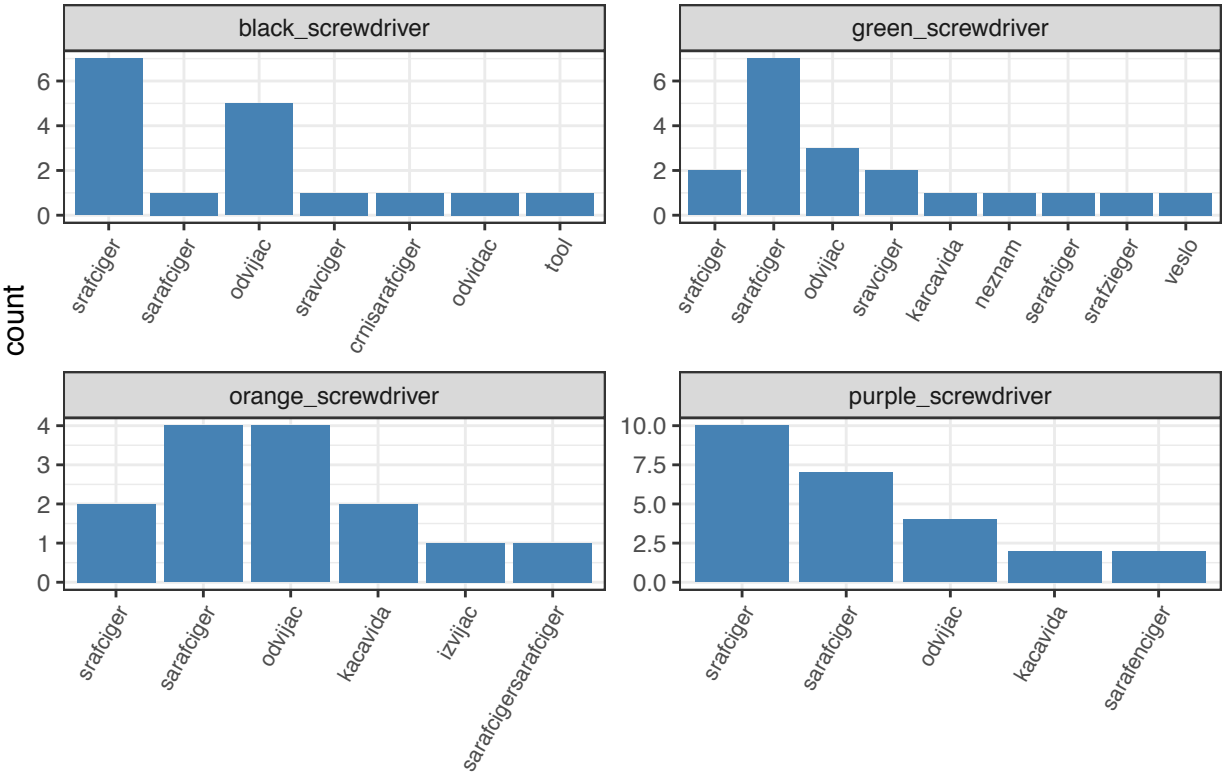 black_screwdriver
6
4
2
0
srafciger
sarafciger
odvijac
sravciger
crnisarafciger
odvidac
tool
green_screwdriver
6
4
2
0
srafciger
sarafciger
odvijac
sravciger
karcavida
neznam
serafciger
srafzieger
veslo
count
orange_screwdriver
4
3
2
1
0
srafciger
sarafciger
odvijac
kacavida
izvijac
sarafcigersarafciger
purple_screwdriver
10.0
7.5
5.0
2.5
0.0
srafciger
sarafciger
odvijac
kacavida
sarafenciger